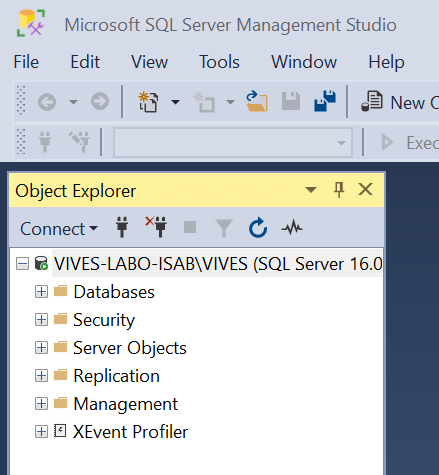 Microsoft SQL Server Management Studio
File Edit View Tools Window Help
New
Exec
Object Explorer
Connect
VIVES-LABO-ISAB\VIVES (SQL Server 16.0
Databases
Security
Server Objects
Replication
Management
XEvent Profiler